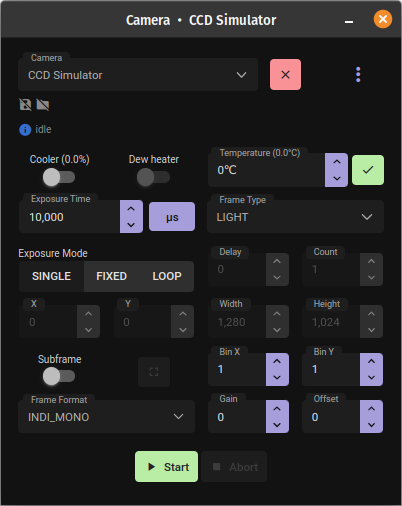 Camera • CCD Simulator
Camera
CCD Simulator
idle
Cooler (0.0%)
Dew heater
Temperature (0.0°C)
0°C
Exposure Time
10,000
µs
Frame Type
LIGHT
Exposure Mode
SINGLE FIXED LOOP
Delay
0
Count
1
X
0
Y
0
Width
1,280
Height
1,024
Subframe
Bin X
1
Bin Y
1
Frame Format
INDI_MONO
Gain
0
Offset
0
Start
Abort